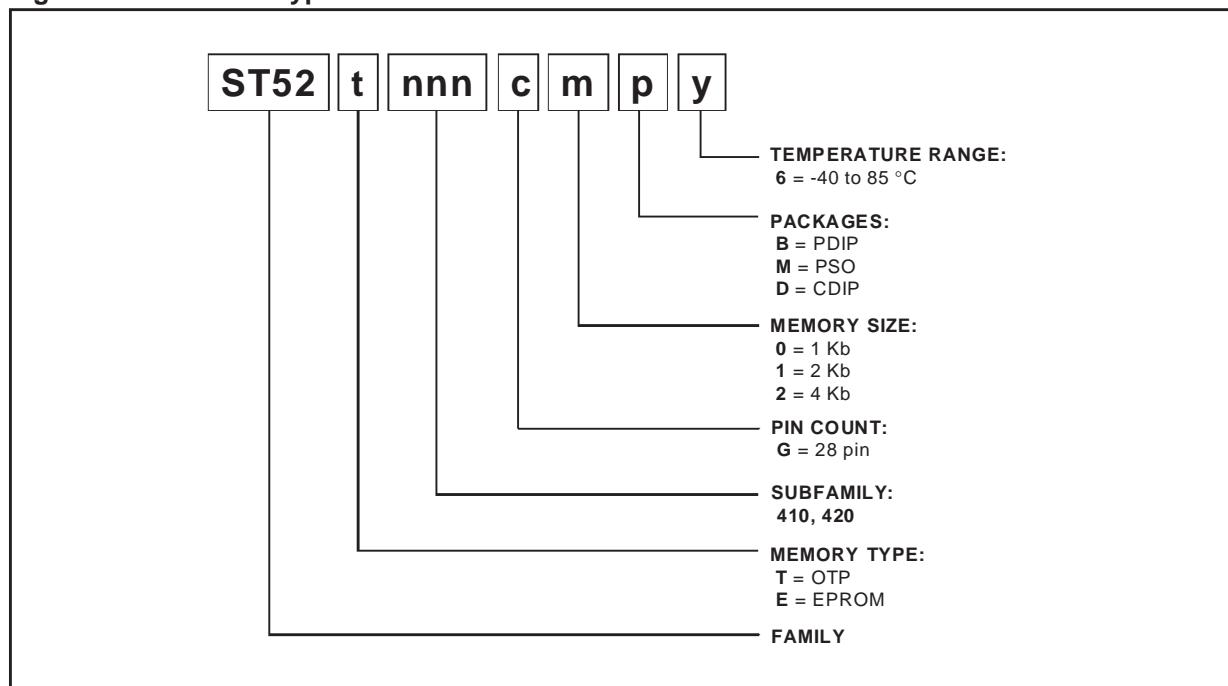 ST52 t nnn c m p y
TEMPERATURE RANGE:
6 = -40 to 85 °C
PACKAGES:
B = PDIP
M = PSO
D = CDIP
MEMORY SIZE:
0 = 1 Kb
1 = 2 Kb
2 = 4 Kb
PIN COUNT:
G = 28 pin
SUBFAMILY:
410, 420
MEMORY TYPE:
T = OTP
E = EPROM
FAMILY